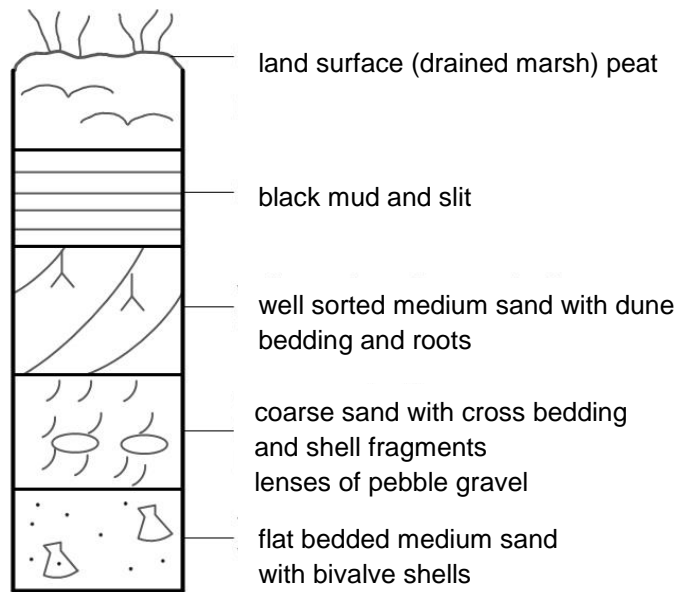 land surface (drained marsh) peat
black mud and slit
well sorted medium sand with dune
bedding and roots
coarse sand with cross bedding
and shell fragments
lenses of pebble gravel
flat bedded medium sand
with bivalve shells